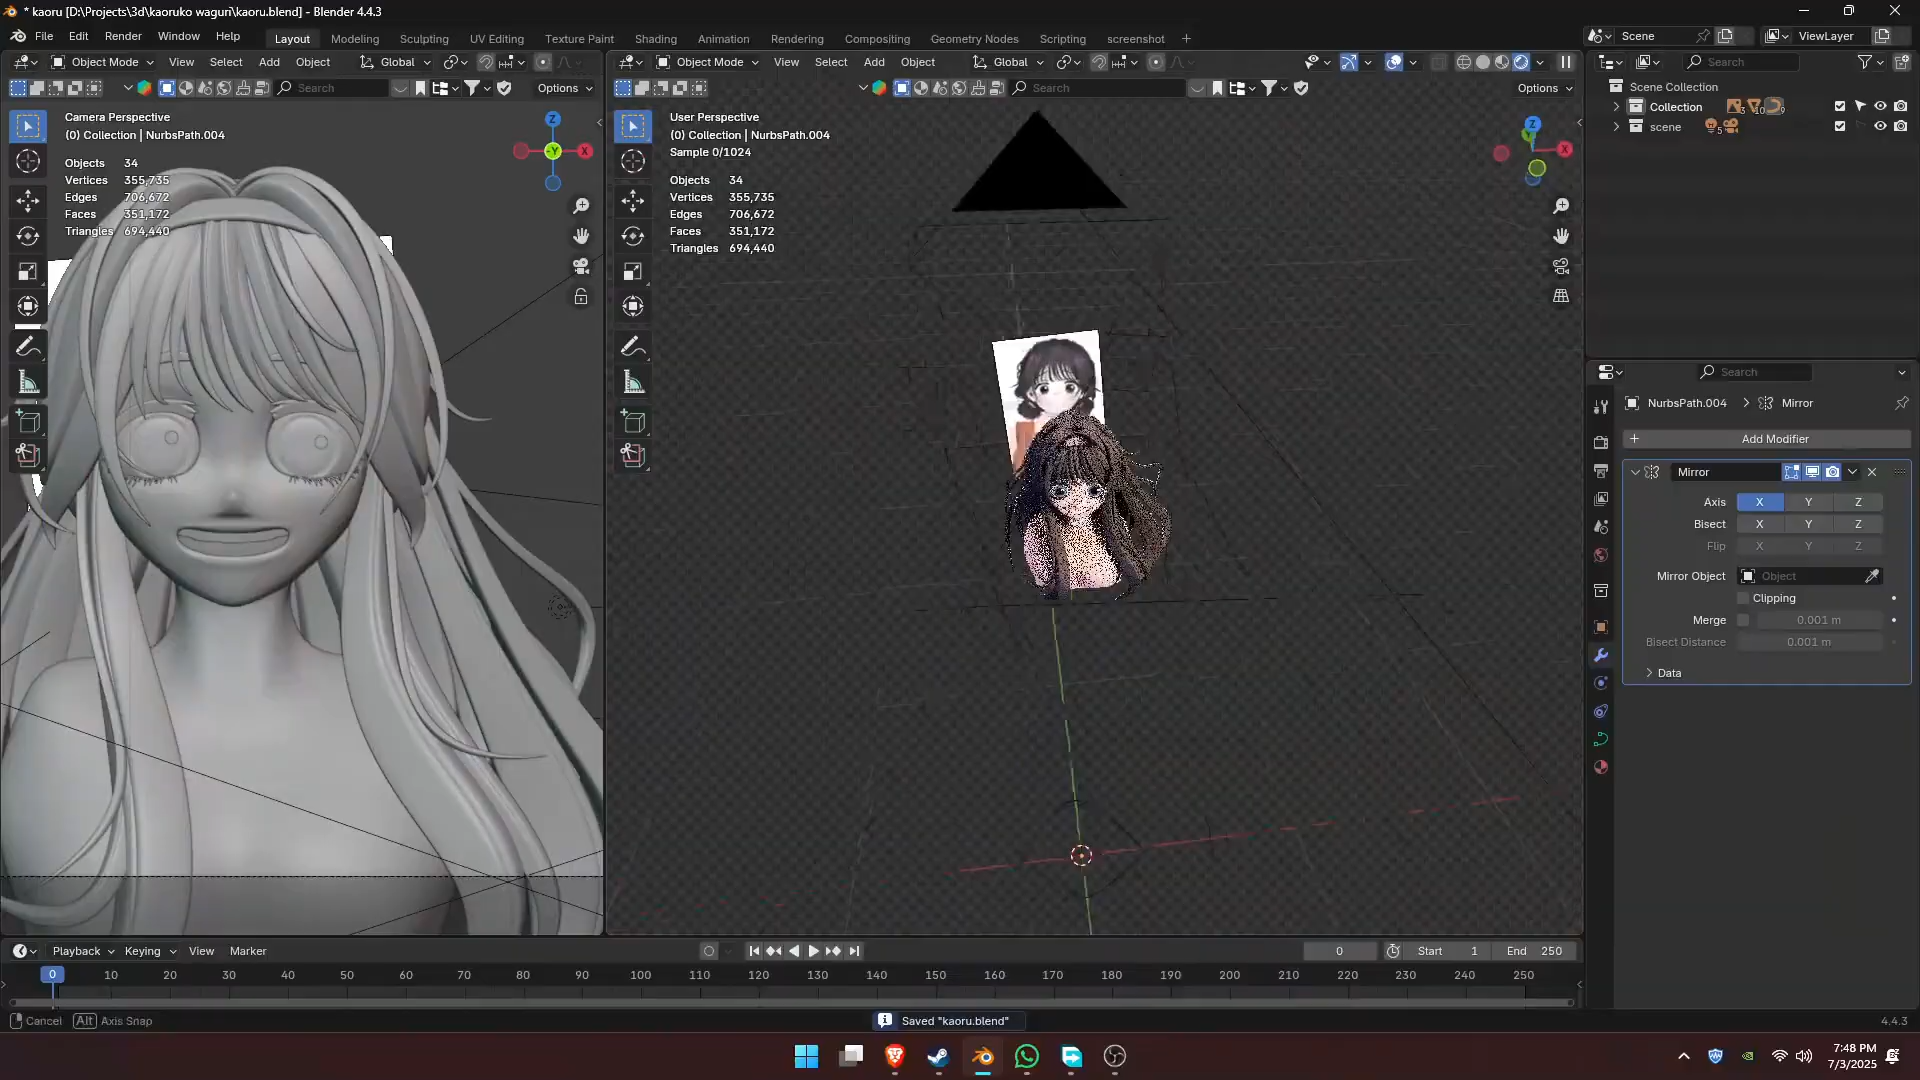 * kaoru [D:\Projects\3d\kaoruko waguri\kaoru.blend] - Blender 4.4.3
File Edit Render Window Help Layout Modeling Sculpting UV Editing Texture Paint Shading Animation Rendering Compositing Geometry Nodes Scripting screenshot + Scene ViewLayer
Object Mode View Select Add Object Global
Object Mode View Select Add Object Global
Search Options
Search Options
Camera Perspective
(0) Collection | NurbsPath.004
Objects 34
Vertices 355,735
Edges 706,672
Faces 351,172
Triangles 694,440
Z
-Y
X
User Perspective
(0) Collection | NurbsPath.004
Sample 0/1024
Objects 34
Vertices 355,735
Edges 706,672
Faces 351,172
Triangles 694,440
Z
X
Search
Scene Collection
Collection 3 10 9
scene 5
Search
NurbsPath.004 > Mirror
+ Add Modifier
Mirror
Axis X Y Z
Bisect X Y Z
Flip X Y Z
Mirror Object Object
Clipping
Merge 0.001 m
Bisect Distance 0.001 m
Data
Playback Keying View Marker 0 Start 1 End 250
0 10 20 30 40 50 60 70 80 90 100 110 120 130 140 150 160 170 180 190 200 210 220 230 240 250
Cancel Alt Axis Snap Saved "kaoru.blend" 4.4.3
7:48 PM
7/3/2025